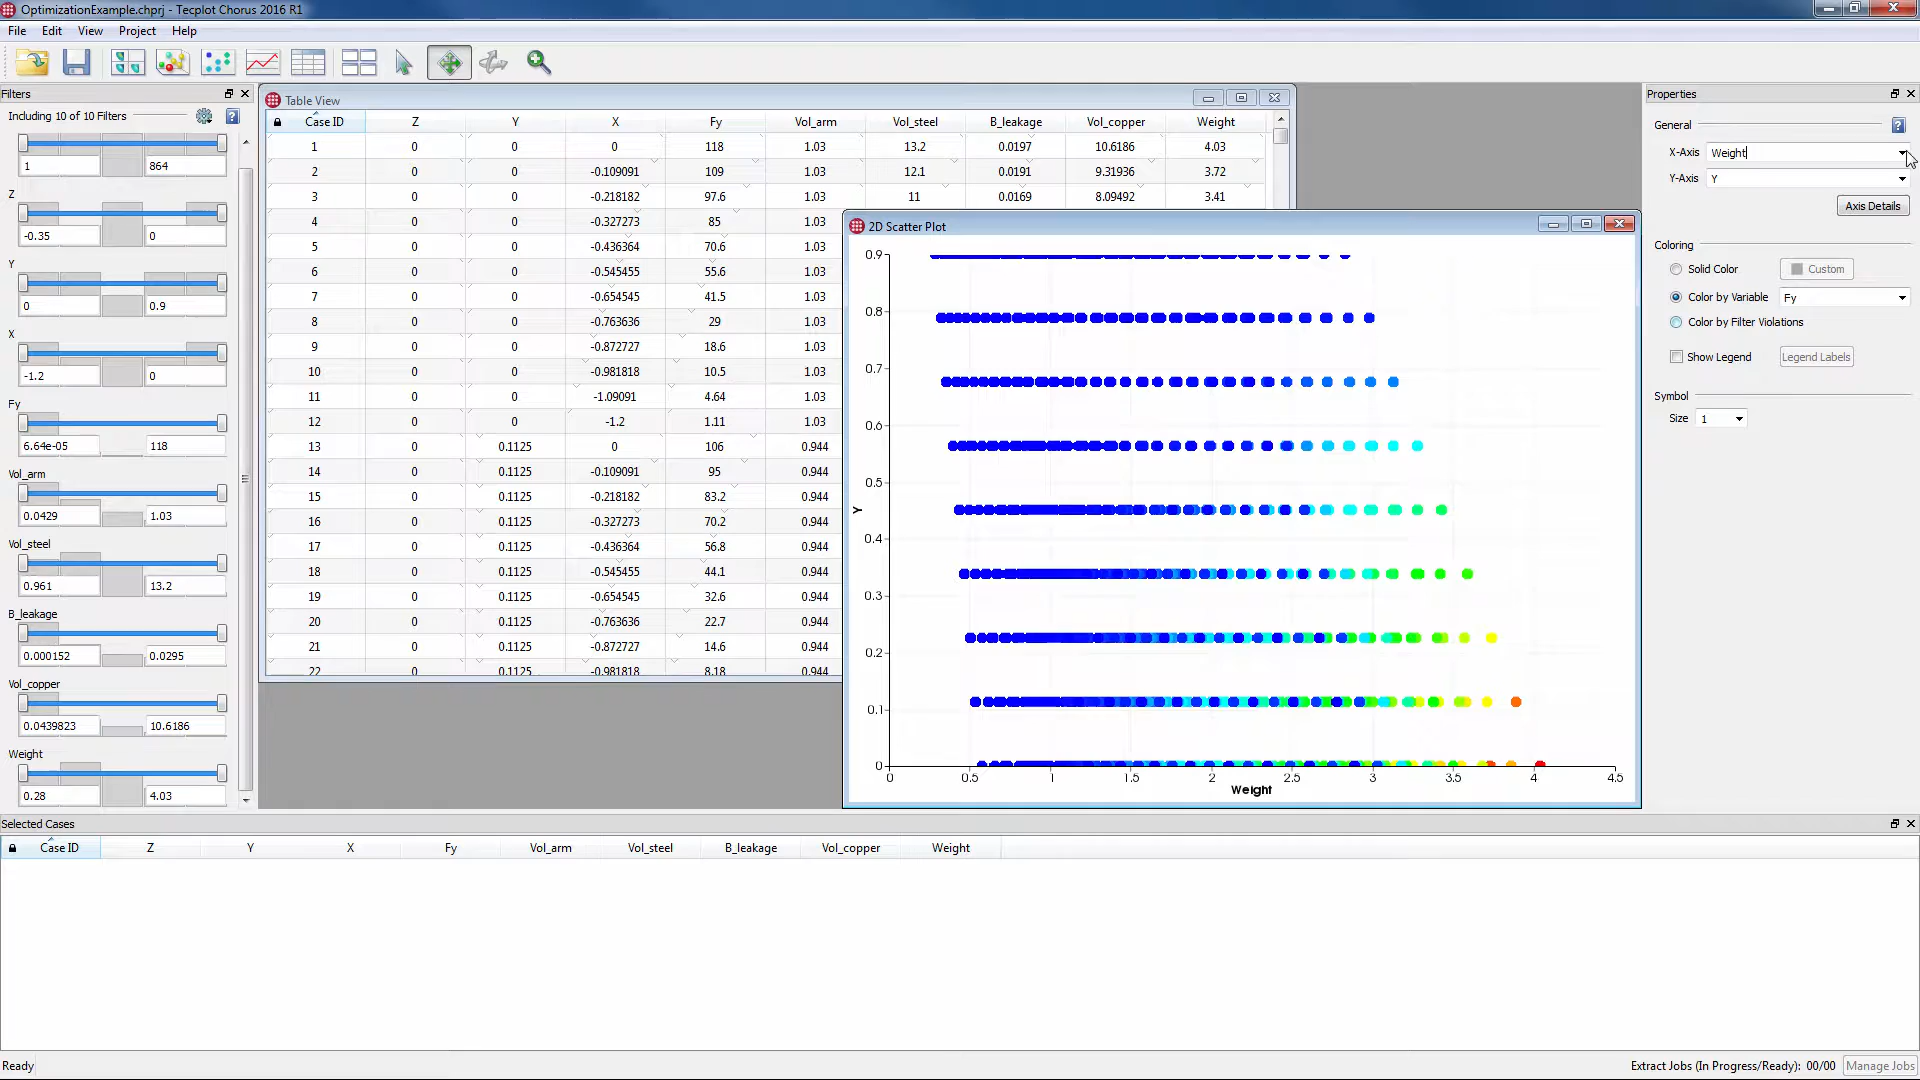 OptimizationExample.chprj - Tecplot Chorus 2016 R1
File Edit View Project Help
Filters
Including 10 of 10 Filters
1 864
Z
-0.35 0
Y
0 0.9
X
-1.2 0
Fy
6.64e-05 118
Vol_arm
0.0429 1.03
Vol_steel
0.961 13.2
B_leakage
0.000152 0.0295
Vol_copper
0.0439823 10.6186
Weight
0.28 4.03
Table View
Case ID Z Y X Fy Vol_arm Vol_steel B_leakage Vol_copper Weight
1 0 0 0 118 1.03 13.2 0.0197 10.6186 4.03
2 0 0 -0.109091 109 1.03 12.1 0.0191 9.31936 3.72
3 0 0 -0.218182 97.6 1.03 11 0.0169 8.09492 3.41
4 0 0 -0.327273 85 1.03
5 0 0 -0.436364 70.6 1.03
6 0 0 -0.545455 55.6 1.03
7 0 0 -0.654545 41.5 1.03
8 0 0 -0.763636 29 1.03
9 0 0 -0.872727 18.6 1.03
10 0 0 -0.981818 10.5 1.03
11 0 0 -1.09091 4.64 1.03
12 0 0 -1.2 1.11 1.03
13 0 0.1125 0 106 0.944
14 0 0.1125 -0.109091 95 0.944
15 0 0.1125 -0.218182 83.2 0.944
16 0 0.1125 -0.327273 70.2 0.944
17 0 0.1125 -0.436364 56.8 0.944
18 0 0.1125 -0.545455 44.1 0.944
19 0 0.1125 -0.654545 32.6 0.944
20 0 0.1125 -0.763636 22.7 0.944
21 0 0.1125 -0.872727 14.6 0.944
22 0 0.1125 -0.981818 8.18 0.944
2D Scatter Plot
0.9
0.8
0.7
0.6
0.5
Y
0.4
0.3
0.2
0.1
0
0 0.5 1 1.5 2 2.5 3 3.5 4 4.5
Weight
Properties
General
X-Axis Weight
Y-Axis Y
Axis Details
Coloring
Solid Color Custom
Color by Variable Fy
Color by Filter Violations
Show Legend Legend Labels
Symbol
Size 1
Selected Cases
Case ID Z Y X Fy Vol_arm Vol_steel B_leakage Vol_copper Weight
Ready
Extract Jobs (In Progress/Ready): 00/00 Manage Jobs